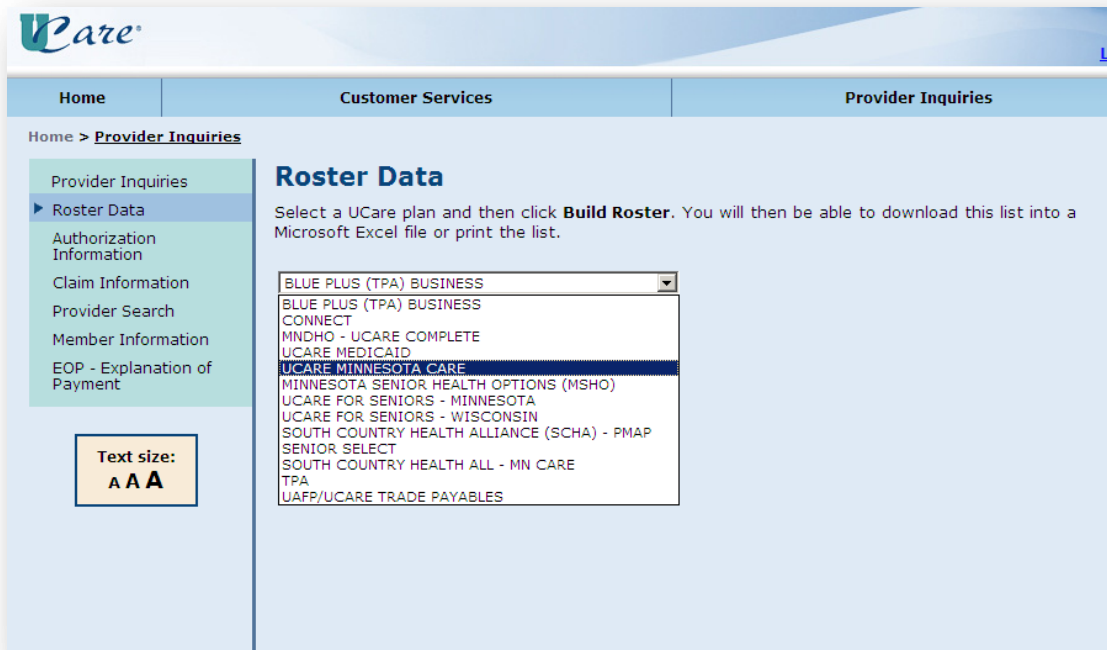 UCare
L
Home Customer Services Provider Inquiries
Home > Provider Inquiries
Provider Inquiries
Roster Data
Authorization
Information
Claim Information
Provider Search
Member Information
EOP - Explanation of
Payment
Text size:
A A A
Roster Data
Select a UCare plan and then click Build Roster. You will then be able to download this list into a
Microsoft Excel file or print the list.
BLUE PLUS (TPA) BUSINESS
BLUE PLUS (TPA) BUSINESS
CONNECT
MNDHO - UCARE COMPLETE
UCARE MEDICAID
UCARE MINNESOTA CARE
MINNESOTA SENIOR HEALTH OPTIONS (MSHO)
UCARE FOR SENIORS - MINNESOTA
UCARE FOR SENIORS - WISCONSIN
SOUTH COUNTRY HEALTH ALLIANCE (SCHA) - PMAP
SENIOR SELECT
SOUTH COUNTRY HEALTH ALL - MN CARE
TPA
UAFP/UCARE TRADE PAYABLES